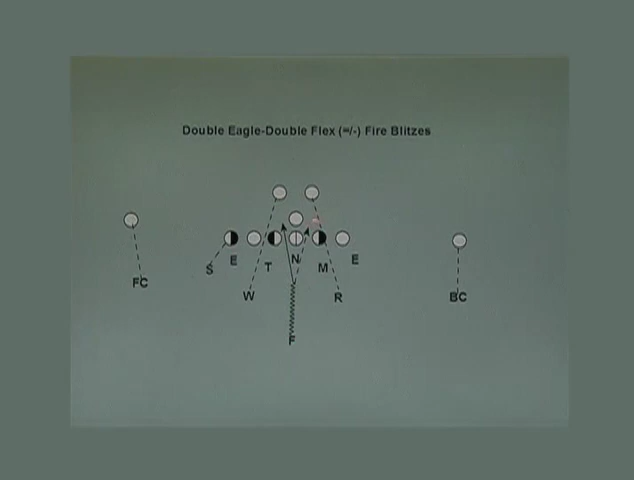 Double Eagle-Double Flex (=/-) Fire Blitzes
S E T N M E
FC W R BC
F